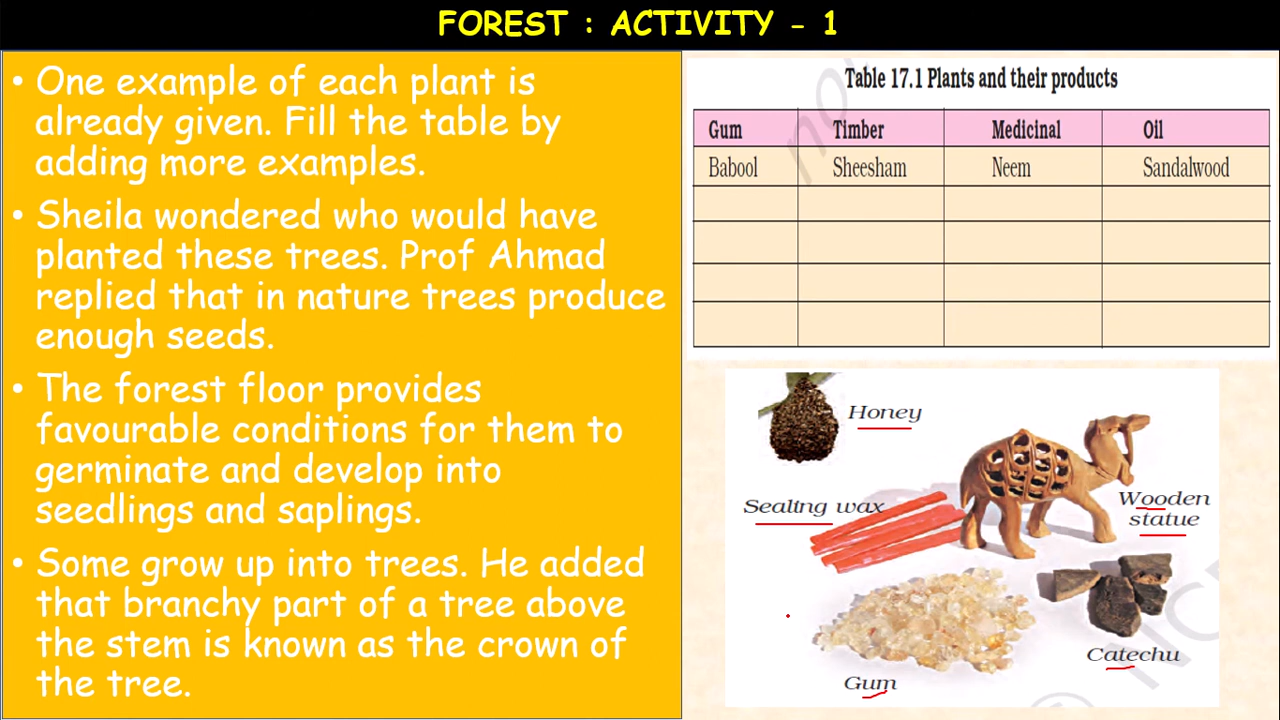 FOREST : ACTIVITY - 1
• One example of each plant is
already given. Fill the table by
adding more examples.
• Sheila wondered who would have
planted these trees. Prof Ahmad
replied that in nature trees produce
enough seeds.
• The forest floor provides
favourable conditions for them to
germinate and develop into
seedlings and saplings.
• Some grow up into trees. He added
that branchy part of a tree above
the stem is known as the crown of
the tree.
Table 17.1 Plants and their products
Gum Timber Medicinal Oil
Babool Sheesham Neem Sandalwood
Honey
Sealing wax
Wooden
statue
Catechu
Gum